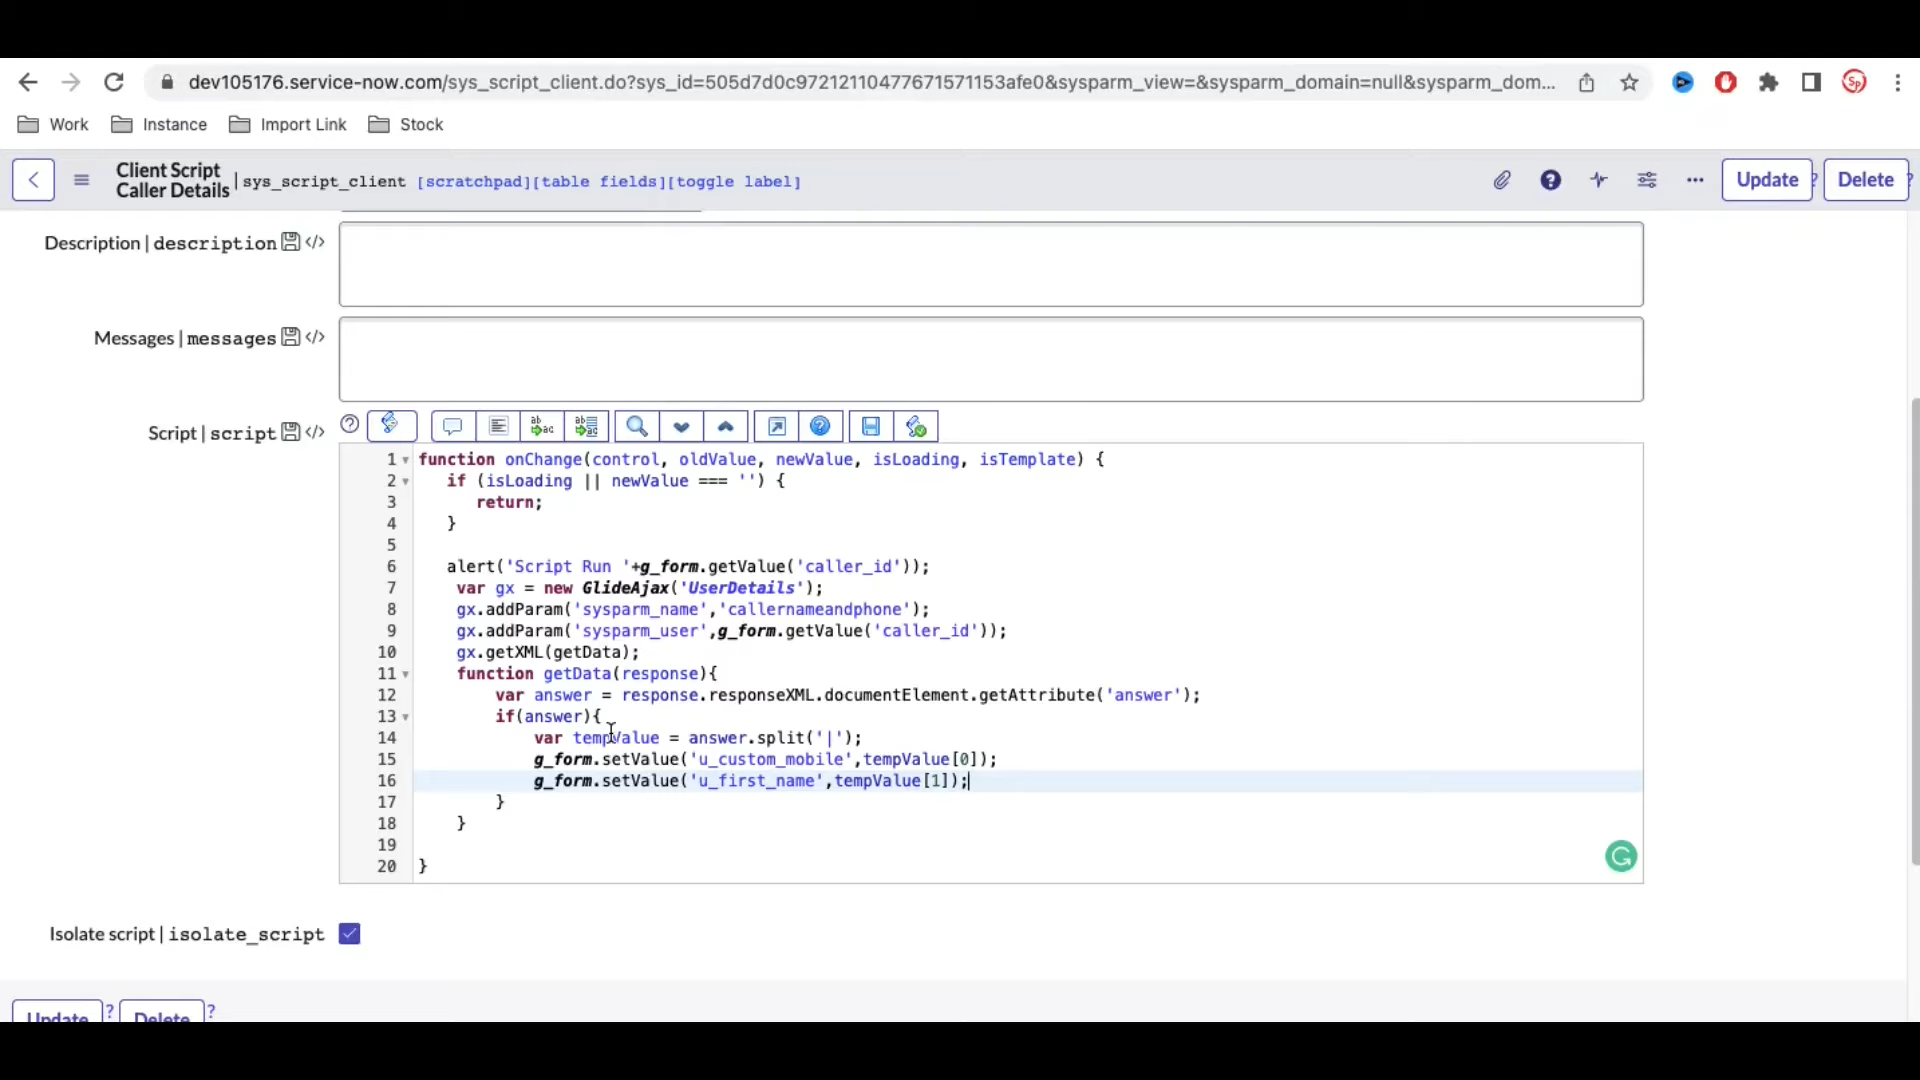 dev105176.service-now.com/sys_script_client.do?sys_id=505d7d0c97212110477671571153afe0&sysparm_view=&sysparm_domain=null&sysparm_dom...
Sp
Work Instance Import Link Stock
Client Script
Caller Details | sys_script_client [scratchpad][table fields][toggle label]
Update ? Delete ?
Description | description </>
Messages | messages </>
Script | script </>
1 function onChange(control, oldValue, newValue, isLoading, isTemplate) {
2 if (isLoading || newValue === '') {
3 return;
4 }
5
6 alert('Script Run '+g_form.getValue('caller_id'));
7 var gx = new GlideAjax('UserDetails');
8 gx.addParam('sysparm_name','callernameandphone');
9 gx.addParam('sysparm_user',g_form.getValue('caller_id'));
10 gx.getXML(getData);
11 function getData(response){
12 var answer = response.responseXML.documentElement.getAttribute('answer');
13 if(answer){
14 var tempValue = answer.split('|');
15 g_form.setValue('u_custom_mobile',tempValue[0]);
16 g_form.setValue('u_first_name',tempValue[1]);
17 }
18 }
19
20 }
Isolate script | isolate_script
Update ? Delete ?